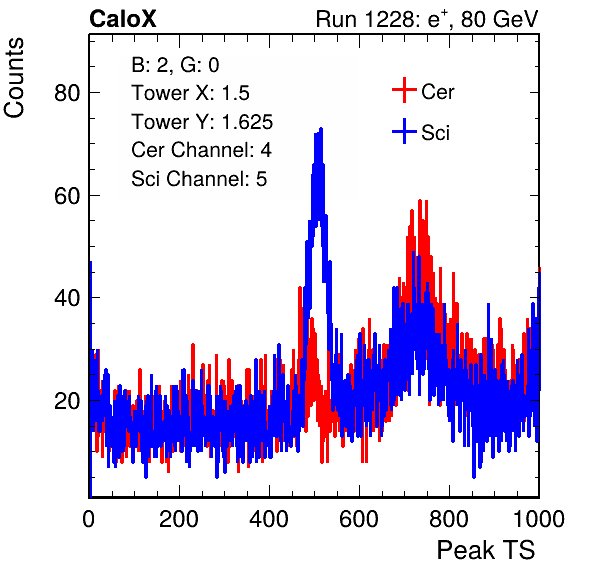 CaloX
Run 1228: e+, 80 GeV
Counts
B: 2, G: 0
Tower X: 1.5
Tower Y: 1.625
Cer Channel: 4
Sci Channel: 5
Cer
Sci
80
60
40
20
0 200 400 600 800 1000
Peak TS